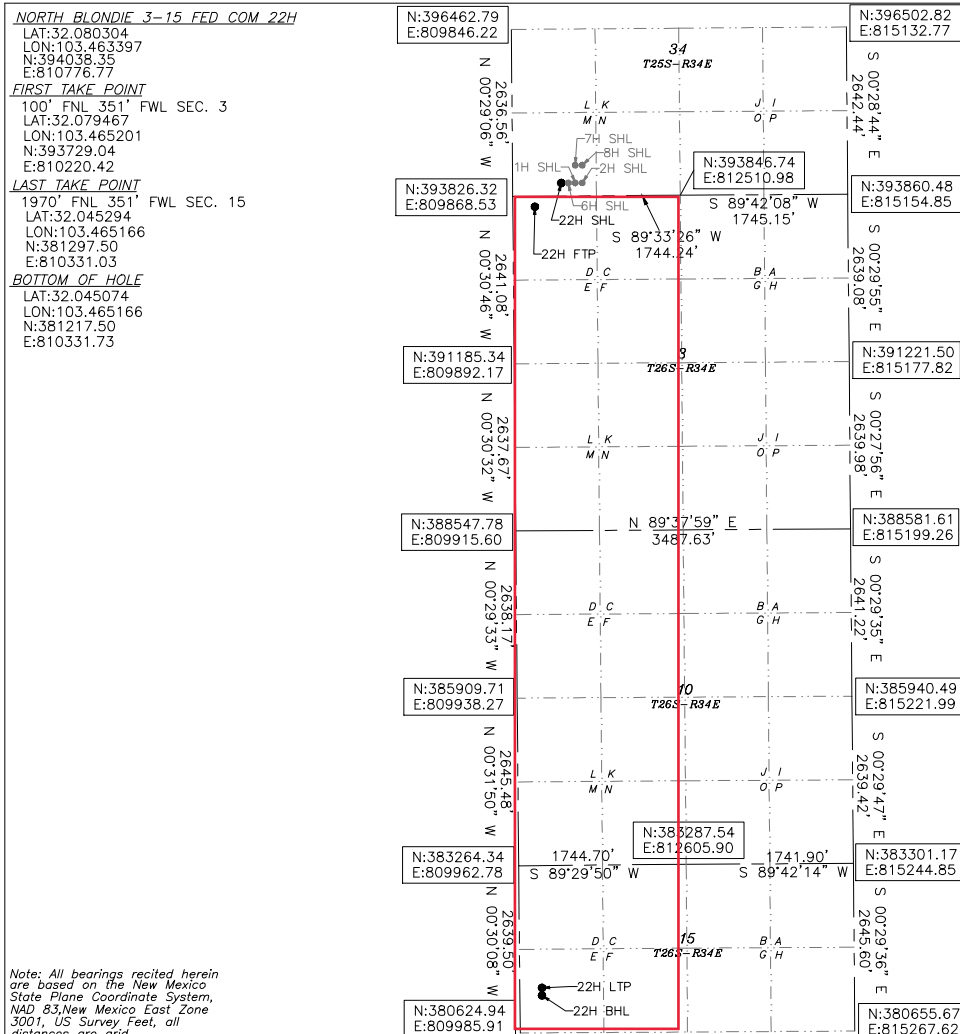 NORTH BLONDIE 3-15 FED COM 22H
LAT:32.080304
LON:103.463397
N:394038.35
E:810776.77
FIRST TAKE POINT
100' FNL 351' FWL SEC. 3
LAT:32.079467
LON:103.465201
N:393729.04
E:810220.42
LAST TAKE POINT
1970' FWL 351' FWL SEC. 15
LAT:32.045294
LON:103.465166
N:381297.50
E:810331.03
BOTTOM OF HOLE
LAT:32.045074
LON:103.465166
N:381217.50
E:810331.73
Note: All bearings recited herein
are based on the New Mexico
State Plane Coordinate System,
NAD 83,New Mexico East Zone
3001, US Survey Feet, all
distances are grid.
N:396462.79
E:809846.22
N:396502.82
E:815132.77
34
T25S-R34E
N 00°29'06" W
2636.56'
S 00°28'44" E
2642.44'
L K
M N
J I
O P
7H SHL
8H SHL
1H SHL
2H SHL
6H SHL
22H SHL
22H FTP
N:393846.74
E:812510.98
N:393826.32
E:809868.53
N:393860.48
E:815154.85
S 89°42'08" W
1745.15'
S 89°33'26" W
1744.24'
N 00°30'46" W
2641.08'
S 00°29'55" E
2639.08'
D C
E F
B A
G H
N:391185.34
E:809892.17
3
T26S-R34E
N:391221.50
E:815177.82
N 00°30'32" W
2637.67'
S 00°27'56" E
2639.98'
L K
M N
J I
O P
N:388547.78
E:809915.60
N 89°37'59" E
3487.63'
N:388581.61
E:815199.26
N 00°29'33" W
2638.17'
S 00°29'35" E
2641.22'
D C
E F
B A
G H
N:385909.71
E:809938.27
10
T26S-R34E
N:385940.49
E:815221.99
N 00°31'50" W
2645.48'
S 00°29'47" E
2639.42'
L K
M N
J I
O P
N:383287.54
E:812605.90
N:383264.34
E:809962.78
1744.70'
S 89°29'50" W
1741.90'
S 89°42'14" W
N:383301.17
E:815244.85
N 00°30'08" W
2639.50'
S 00°29'36" E
2645.60'
D C
E F
B A
G H
15
T26S-R34E
22H LTP
22H BHL
N:380624.94
E:809985.91
N:380655.67
E:815267.62